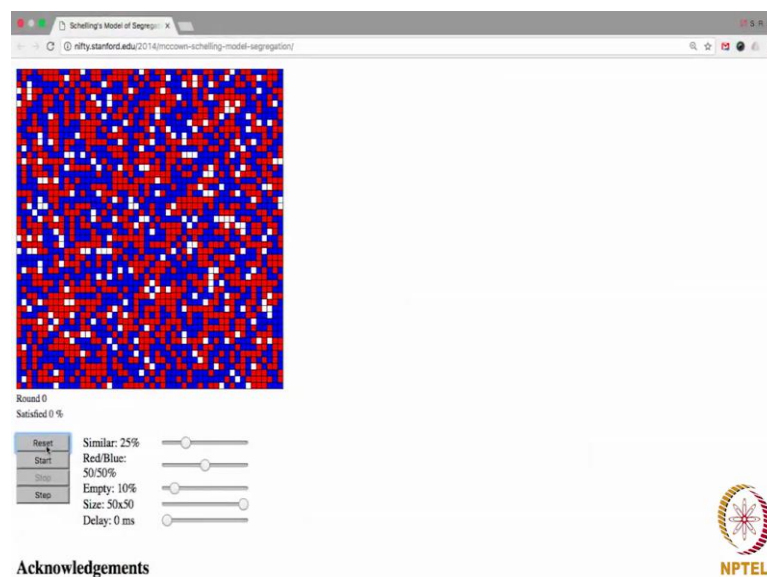 Schelling's Model of Segregat
nifty.stanford.edu/2014/mccown-schelling-model-segregation/
Round 0
Satisfied 0 %
Reset
Start
Stop
Step
Similar: 25%
Red/Blue:
50/50%
Empty: 10%
Size: 50x50
Delay: 0 ms
Acknowledgements
NPTEL